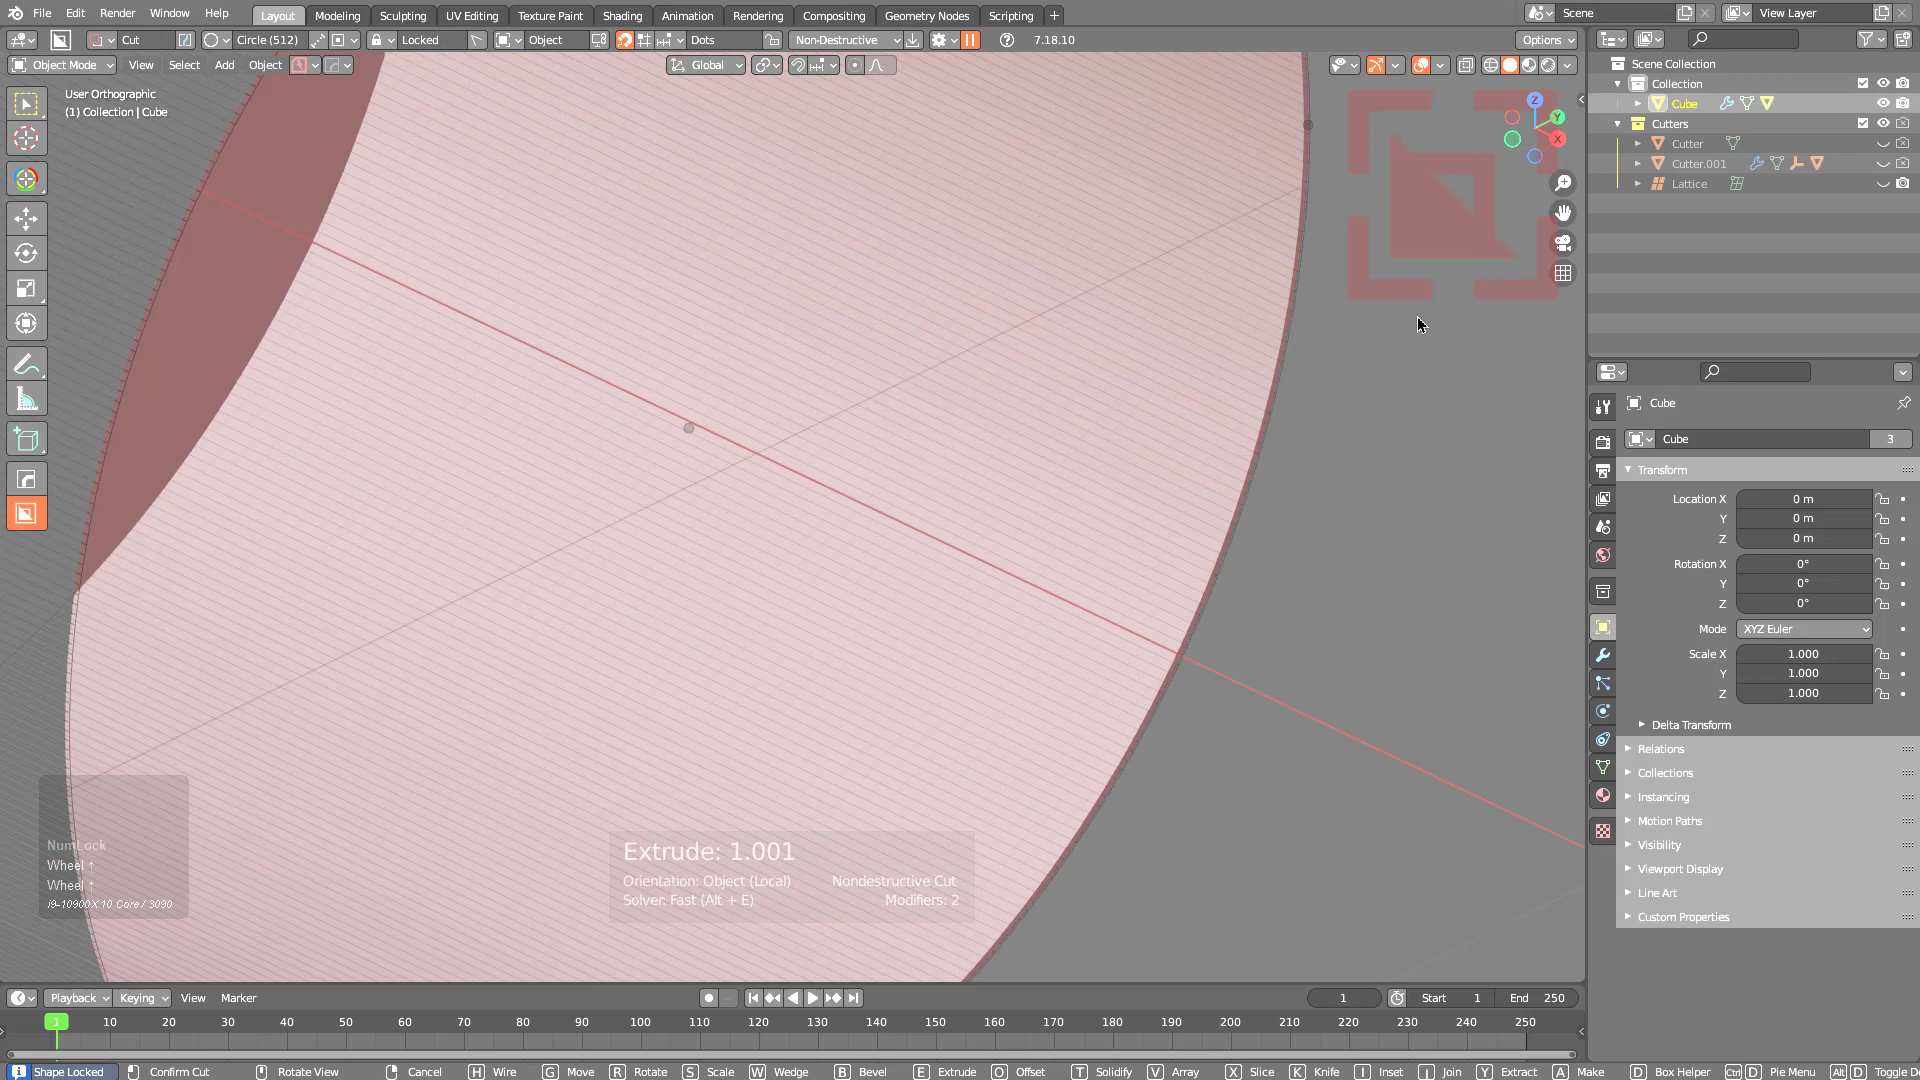 File Edit Render Window Help Layout Modeling Sculpting UV Editing Texture Paint Shading Animation Rendering Compositing Geometry Nodes Scripting + Scene View Layer
Cut Circle (512) Locked Object Dots Non-Destructive 7.18.10 Options
Object Mode View Select Add Object Global
User Orthographic
(1) Collection | Cube
Z
Y
X
Scene Collection
Collection
Cube
Cutters
Cutter
Cutter.001
Lattice
Cube
Cube 3
Transform
Location X 0 m
Y 0 m
Z 0 m
Rotation X 0°
Y 0°
Z 0°
Mode XYZ Euler
Scale X 1.000
Y 1.000
Z 1.000
Delta Transform
Relations
Collections
Instancing
Motion Paths
Visibility
Viewport Display
Line Art
Custom Properties
NumLock
Wheel ↑
Wheel ↑
i9-10900X 10 Core / 3090
Extrude: 1.001
Orientation: Object (Local) Nondestructive Cut
Solver: Fast (Alt + E) Modifiers: 2
Playback Keying View Marker 1 Start 1 End 250
1 10 20 30 40 50 60 70 80 90 100 110 120 130 140 150 160 170 180 190 200 210 220 230 240 250
Shape Locked Confirm Cut Rotate View Cancel H Wire G Move R Rotate S Scale W Wedge B Bevel E Extrude O Offset T Solidify V Array X Slice K Knife I Inset J Join Y Extract A Make D Box Helper Ctrl D Pie Menu Alt D Toggle D